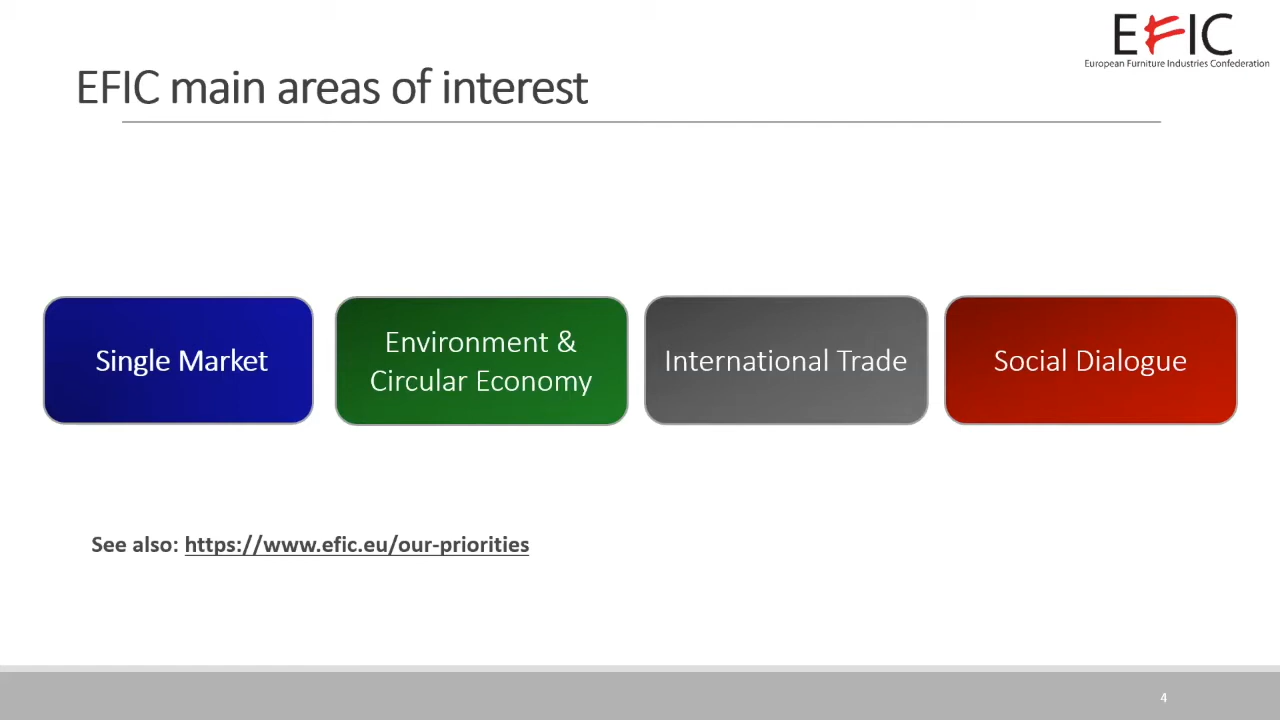 EFIC
European Furniture Industries Confederation
EFIC main areas of interest
Single Market
Environment &
Circular Economy
International Trade
Social Dialogue
See also: https://www.efic.eu/our-priorities
4